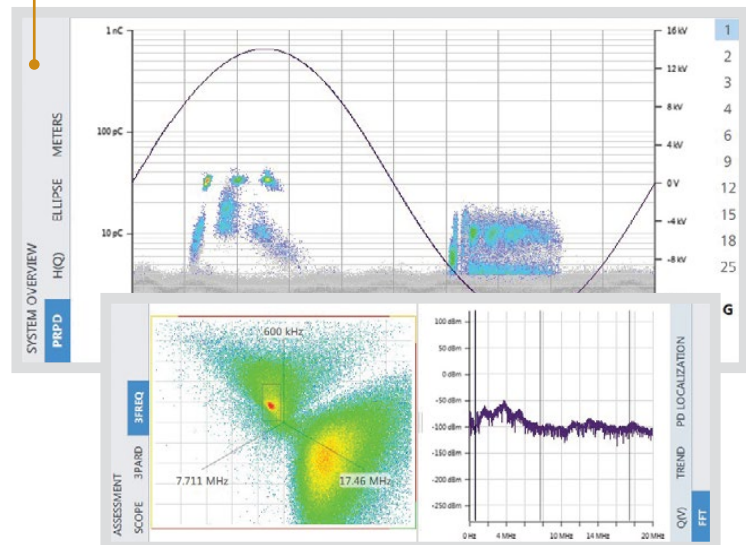 1 nC
100 pC
10 pC
16 kV
12 kV
8 kV
4 kV
0 V
-4 kV
-8 kV
1
2
3
4
6
9
12
15
18
25
G
SYSTEM OVERVIEW
METERS
ELLIPSE
H(Q)
PRPD
600 kHz
7.711 MHz
17.46 MHz
ASSESSMENT
3FREQ
3PARD
SCOPE
100 dBm
50 dBm
0 dBm
-50 dBm
-100 dBm
-150 dBm
-200 dBm
-250 dBm
0 Hz
4 MHz
10 MHz
14 MHz
20 MHz
PD LOCALIZATION
TREND
Q(V)
FFT